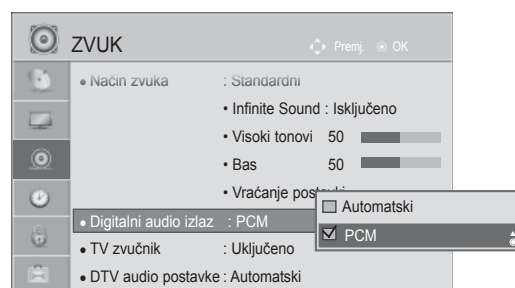 ZVUK
Premj. OK
• Način zvuka : Standardni
• Infinite Sound : Isključeno
• Visoki tonovi 50
• Bas 50
• Vraćanje postavki
• Digitalni audio izlaz : PCM
Automatski
PCM
• TV zvučnik : Uključeno
• DTV audio postavke : Automatski